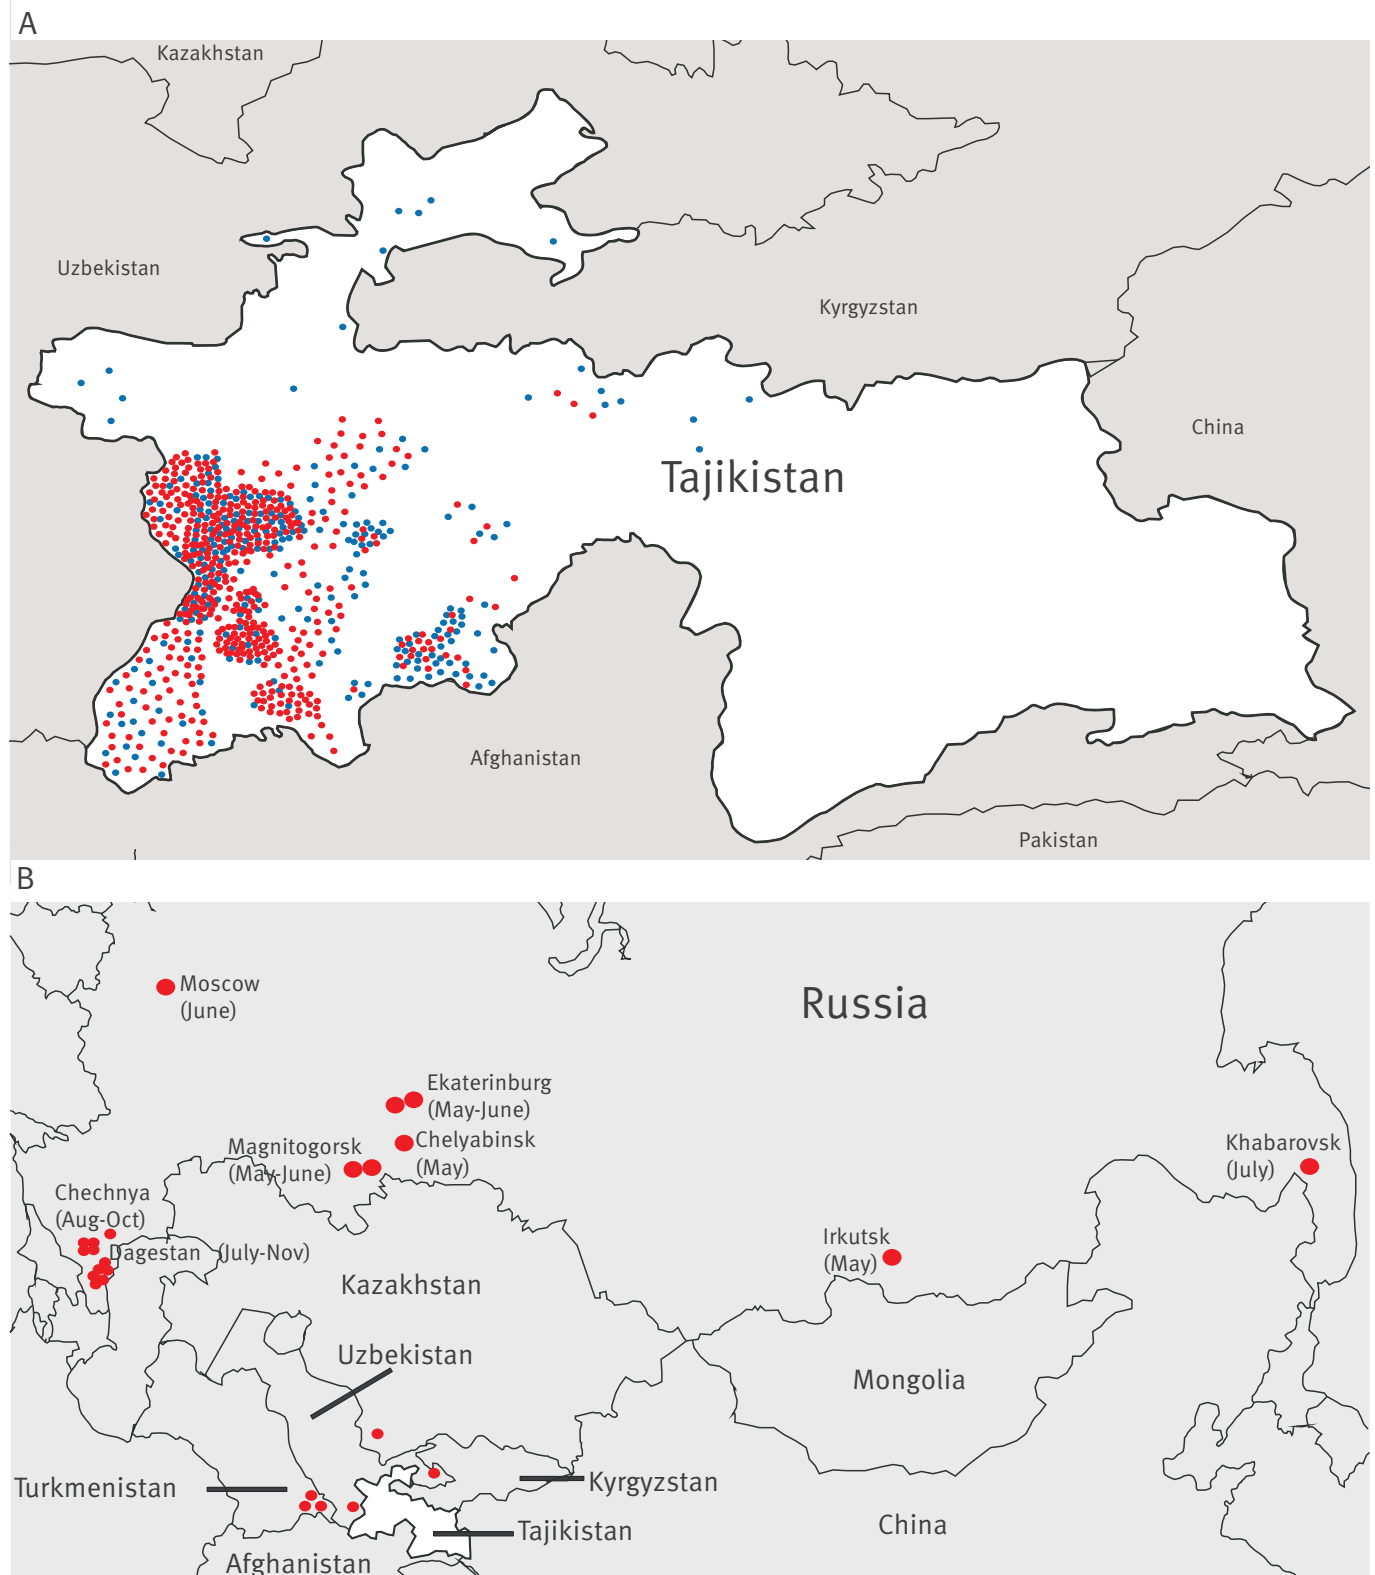 A
Kazakhstan
Uzbekistan
Kyrgyzstan
China
Tajikistan
Afghanistan
Pakistan
B
Moscow
(June)
Russia
Ekaterinburg
(May-June)
Chelyabinsk
(May)
Magnitogorsk
(May-June)
Khabarovsk
(July)
Chechnya
(Aug-Oct)
Dagestan (July-Nov)
Irkutsk
(May)
Kazakhstan
Uzbekistan
Mongolia
Turkmenistan
Kyrgyzstan
Tajikistan
China
Afghanistan